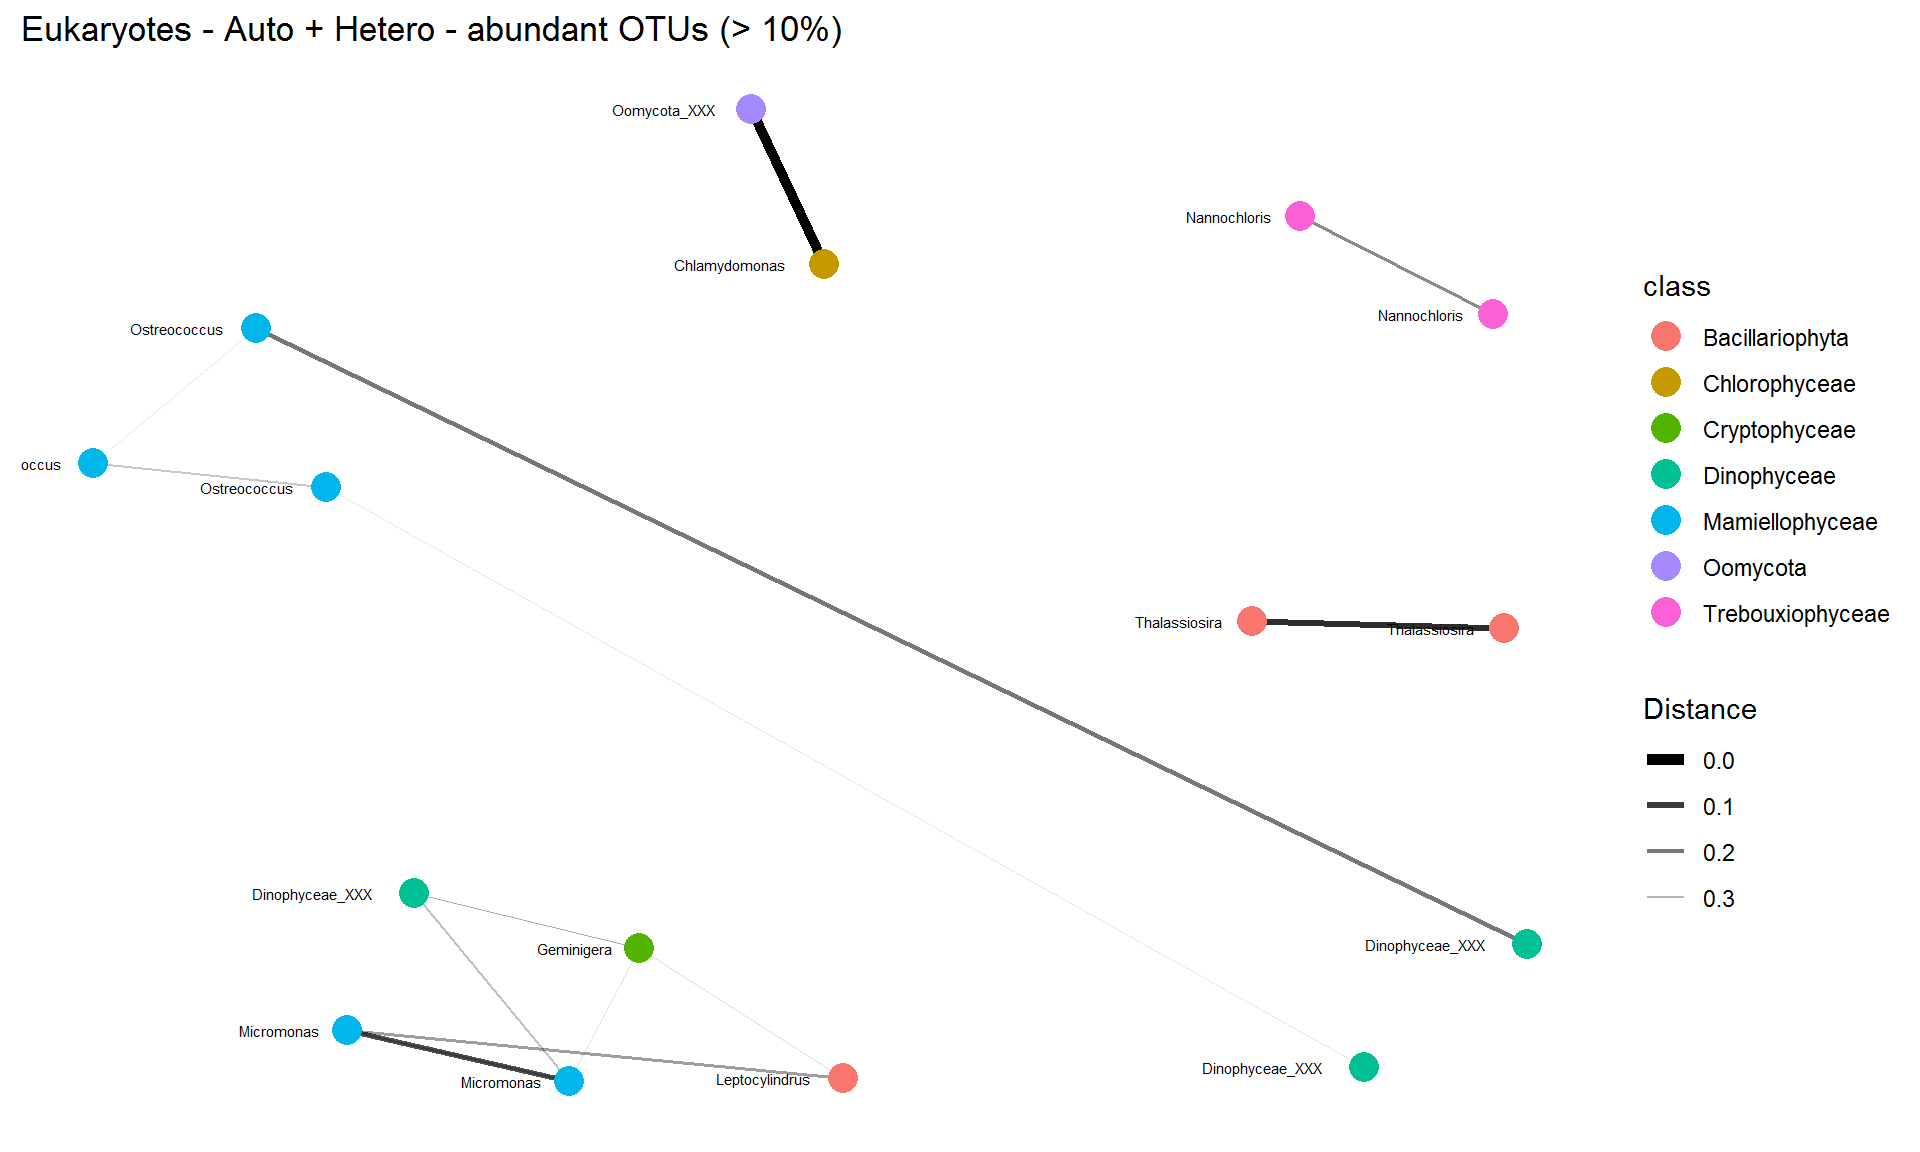 Eukaryotes - Auto + Hetero - abundant OTUs (> 10%)
Oomycota_XXX
Nannochloris
Chlamydomonas
Nannochloris
Ostreococcus
occus
Ostreococcus
Thalassiosira
Thalassiosira
Dinophyceae_XXX
Geminigera
Dinophyceae_XXX
Micromonas
Micromonas
Leptocylindrus
Dinophyceae_XXX
class
Bacillariophyta
Chlorophyceae
Cryptophyceae
Dinophyceae
Mamiellophyceae
Oomycota
Trebouxiophyceae
Distance
0.0
0.1
0.2
0.3